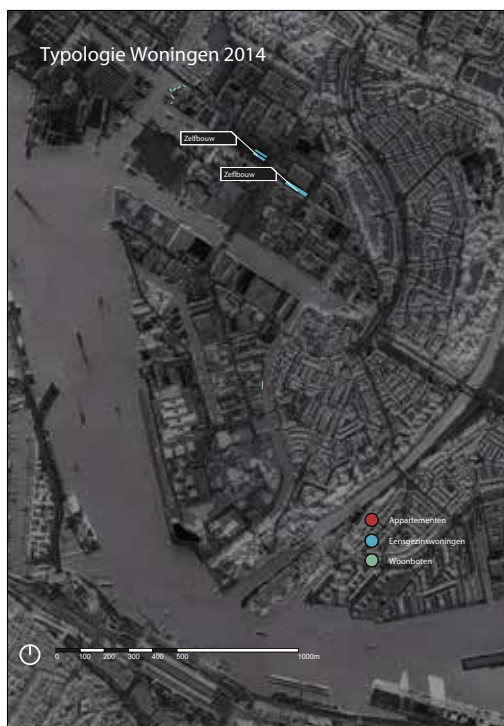 Typologie Woningen 2014
Zelfbouw
Zelfbouw
Appartementen
Eensgezinswoningen
Woonboten
0 100 200 300 400 500 1000m